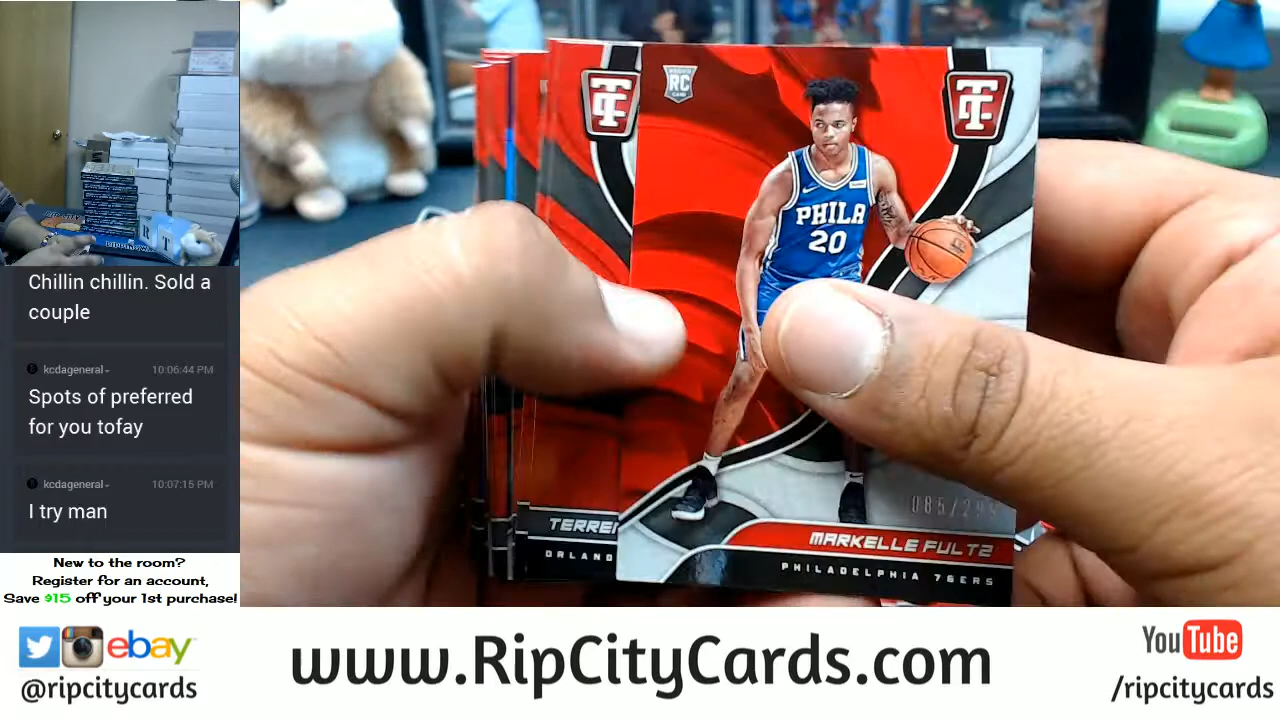 Chillin chillin. Sold a
couple
kcdageneral
10:06:44 PM
Spots of preferred
for you tofay
kcdageneral
10:07:15 PM
I try man
New to the room?
Register for an account,
Save $15 off your 1st purchase!
ebay
@ripcitycards
www.RipCityCards.com
YouTube
/ripcitycards
RC
PHILA
20
MARKELLE FULTZ
PHILADELPHIA 76ERS